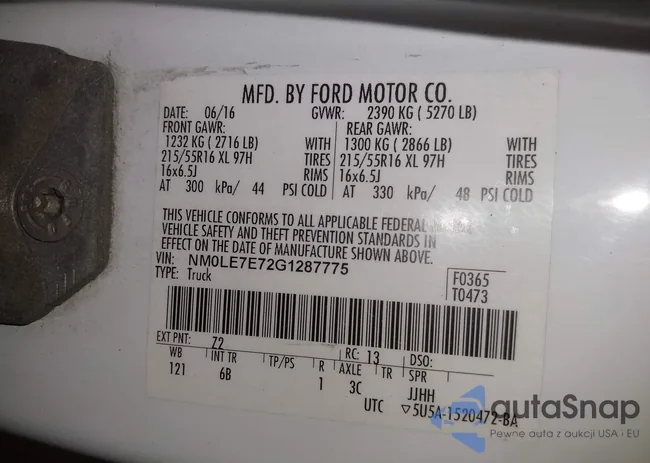 MFD. BY FORD MOTOR CO.
DATE: 06/16 GVWR: 2390 KG (5270 LB)
FRONT GAWR: REAR GAWR:
1232 KG (2716 LB) WITH 1300 KG (2866 LB) WITH
215/55R16 XL 97H TIRES 215/55R16 XL 97H TIRES
16x6.5J RIMS 16x6.5J RIMS
AT 300 kPa/ 44 PSI COLD AT 330 kPa/ 48 PSI COLD
THIS VEHICLE CONFORMS TO ALL APPLICABLE FEDERAL MOTOR
VEHICLE SAFETY AND THEFT PREVENTION STANDARDS IN
EFFECT ON THE DATE OF MANUFACTURE SHOWN ABOVE.
VIN: NM0LE7E72G1287775
TYPE: Truck
F0365
T0473
EXT PNT: Z2 RC: 13 DSO:
WB INT TR TP/PS R AXLE TR SPR
121 6B 1 3C JJHH
UTC ▽5U5A-1520472-BA
autaSnap
Pewne auta z aukcji USA i EU